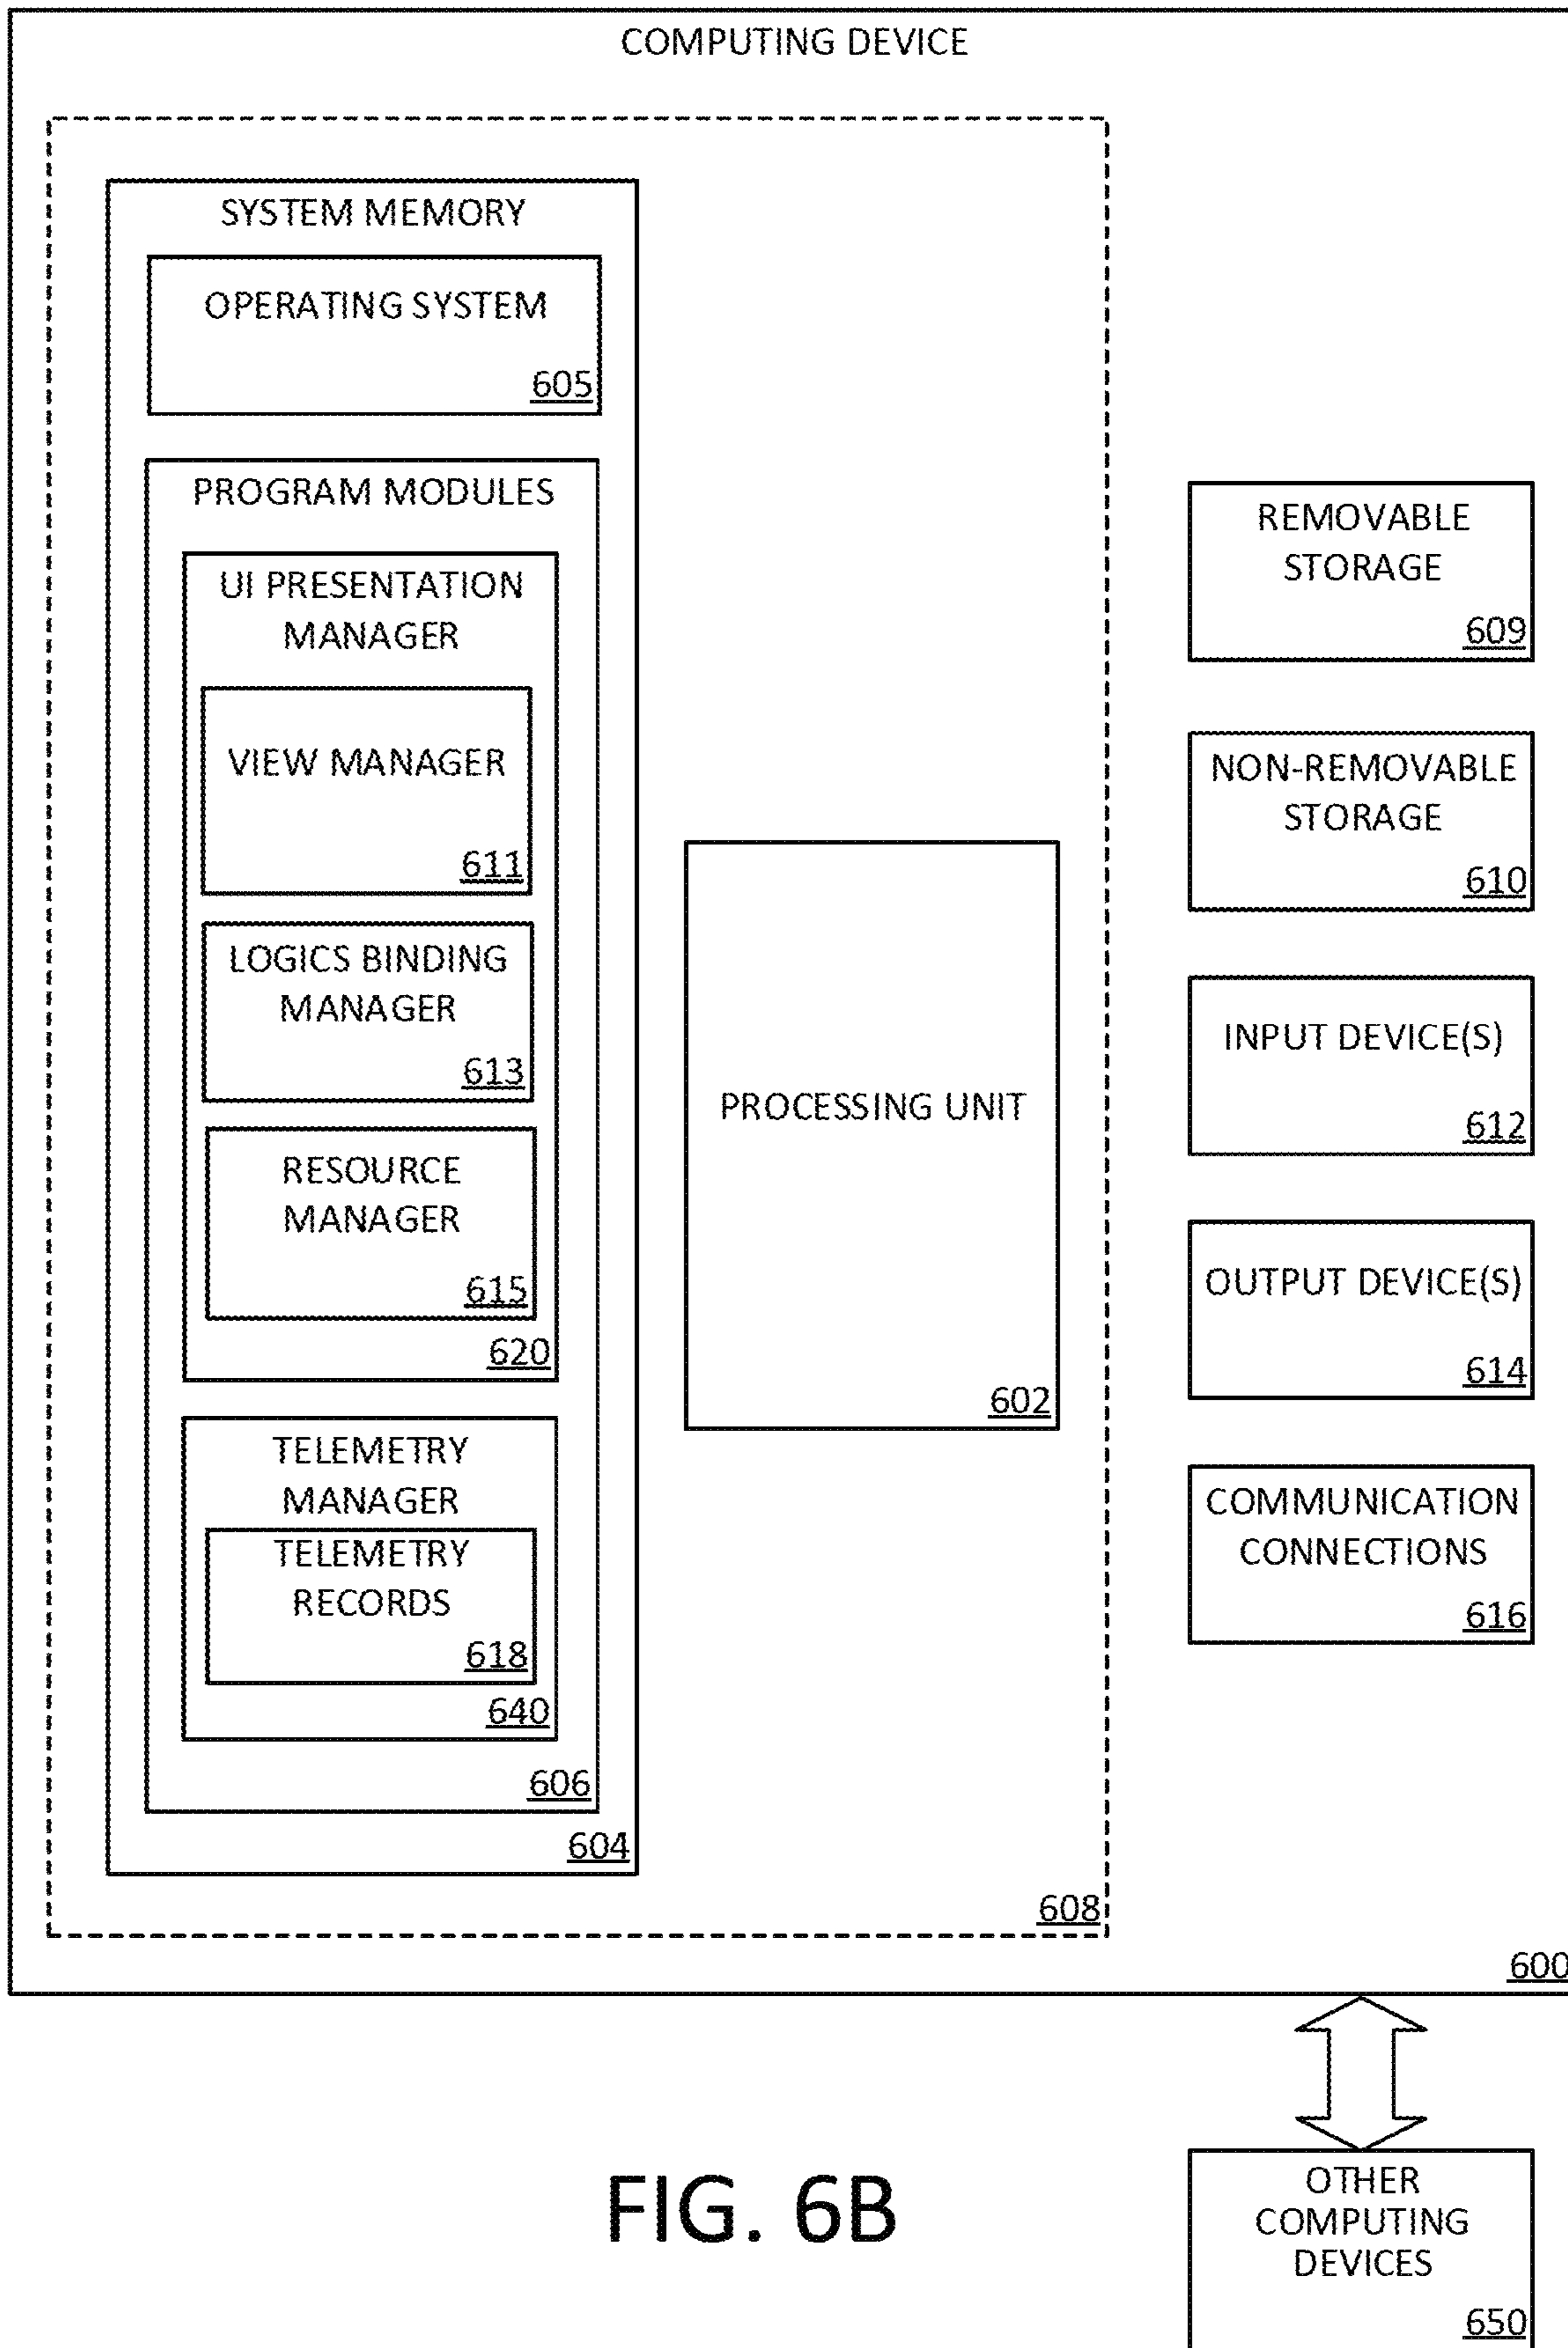 COMPUTING DEVICE
SYSTEM MEMORY
OPERATING SYSTEM
605
PROGRAM MODULES
UI PRESENTATION
MANAGER
VIEW MANAGER
611
LOGICS BINDING
MANAGER
613
RESOURCE
MANAGER
615
620
TELEMETRY
MANAGER
TELEMETRY
RECORDS
618
640
606
604
PROCESSING UNIT
602
608
REMOVABLE
STORAGE
609
NON-REMOVABLE
STORAGE
610
INPUT DEVICE(S)
612
OUTPUT DEVICE(S)
614
COMMUNICATION
CONNECTIONS
616
600
OTHER
COMPUTING
DEVICES
650
FIG. 6B